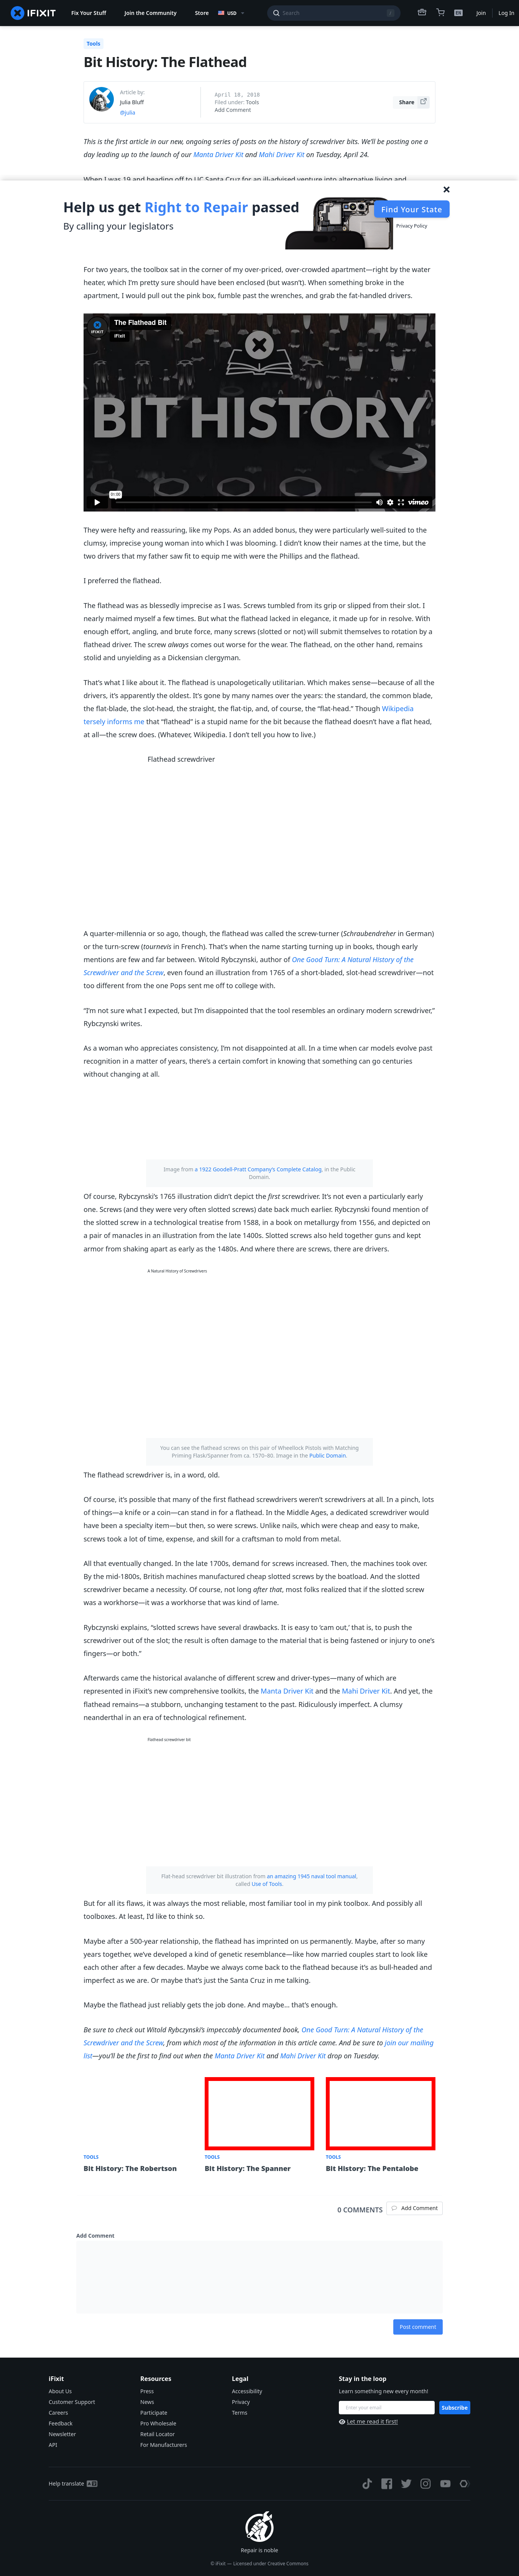 IFIXIT
Fix Your Stuff
Join the Community
Store
USD
Search
/
EN
Join
Log In
Tools
Bit History: The Flathead
Article by:
Julia Bluff
@julia
April 18, 2018
Filed under: Tools
Add Comment
Share
This is the first article in our new, ongoing series of posts on the history of screwdriver bits. We'll be posting one a
day leading up to the launch of our Manta Driver Kit and Mahi Driver Kit on Tuesday, April 24.
When I was 19 and heading off to UC Santa Cruz for an ill-advised venture into alternative living and
Help us get Right to Repair passed
By calling your legislators
Find Your State
Privacy Policy
For two years, the toolbox sat in the corner of my over-priced, over-crowded apartment—right by the water
heater, which I'm pretty sure should have been enclosed (but wasn't). When something broke in the
apartment, I would pull out the pink box, fumble past the wrenches, and grab the fat-handled drivers.
The Flathead Bit
iFixit
IFIXIT
BIT HISTORY
vimeo
They were hefty and reassuring, like my Pops. As an added bonus, they were particularly well-suited to the
clumsy, imprecise young woman into which I was blooming. I didn't know their names at the time, but the
two drivers that my father saw fit to equip me with were the Phillips and the flathead.
I preferred the flathead.
The flathead was as blessedly imprecise as I was. Screws tumbled from its grip or slipped from their slot. I
nearly maimed myself a few times. But what the flathead lacked in elegance, it made up for in resolve. With
enough effort, angling, and brute force, many screws (slotted or not) will submit themselves to rotation by a
flathead driver. The screw always comes out worse for the wear. The flathead, on the other hand, remains
stolid and unyielding as a Dickensian clergyman.
That's what I like about it. The flathead is unapologetically utilitarian. Which makes sense—because of all the
drivers, it's apparently the oldest. It's gone by many names over the years: the standard, the common blade,
the flat-blade, the slot-head, the straight, the flat-tip, and, of course, the "flat-head." Though Wikipedia
tersely informs me that "flathead" is a stupid name for the bit because the flathead doesn't have a flat head,
at all—the screw does. (Whatever, Wikipedia. I don't tell you how to live.)
Flathead screwdriver
A quarter-millennia or so ago, though, the flathead was called the screw-turner (Schraubendreher in German)
or the turn-screw (tournevis in French). That's when the name starting turning up in books, though early
mentions are few and far between. Witold Rybczynski, author of One Good Turn: A Natural History of the
Screwdriver and the Screw, even found an illustration from 1765 of a short-bladed, slot-head screwdriver—not
too different from the one Pops sent me off to college with.
"I'm not sure what I expected, but I'm disappointed that the tool resembles an ordinary modern screwdriver,"
Rybczynski writes.
As a woman who appreciates consistency, I'm not disappointed at all. In a time when car models evolve past
recognition in a matter of years, there's a certain comfort in knowing that something can go centuries
without changing at all.
Image from a 1922 Goodell-Pratt Company's Complete Catalog, in the Public
Domain.
Of course, Rybczynski's 1765 illustration didn't depict the first screwdriver. It's not even a particularly early
one. Screws (and they were very often slotted screws) date back much earlier. Rybczynski found mention of
the slotted screw in a technological treatise from 1588, in a book on metallurgy from 1556, and depicted on
a pair of manacles in an illustration from the late 1400s. Slotted screws also held together guns and kept
armor from shaking apart as early as the 1480s. And where there are screws, there are drivers.
A Natural History of Screwdrivers
You can see the flathead screws on this pair of Wheellock Pistols with Matching
Priming Flask/Spanner from ca. 1570–80. Image in the Public Domain.
The flathead screwdriver is, in a word, old.
Of course, it's possible that many of the first flathead screwdrivers weren't screwdrivers at all. In a pinch, lots
of things—a knife or a coin—can stand in for a flathead. In the Middle Ages, a dedicated screwdriver would
have been a specialty item—but then, so were screws. Unlike nails, which were cheap and easy to make,
screws took a lot of time, expense, and skill for a craftsman to mold from metal.
All that eventually changed. In the late 1700s, demand for screws increased. Then, the machines took over.
By the mid-1800s, British machines manufactured cheap slotted screws by the boatload. And the slotted
screwdriver became a necessity. Of course, not long after that, most folks realized that if the slotted screw
was a workhorse—it was a workhorse that was kind of lame.
Rybczynski explains, "slotted screws have several drawbacks. It is easy to 'cam out,' that is, to push the
screwdriver out of the slot; the result is often damage to the material that is being fastened or injury to one's
fingers—or both."
Afterwards came the historical avalanche of different screw and driver-types—many of which are
represented in iFixit's new comprehensive toolkits, the Manta Driver Kit and the Mahi Driver Kit. And yet, the
flathead remains—a stubborn, unchanging testament to the past. Ridiculously imperfect. A clumsy
neanderthal in an era of technological refinement.
Flathead screwdriver bit
Flat-head screwdriver bit illustration from an amazing 1945 naval tool manual,
called Use of Tools.
But for all its flaws, it was always the most reliable, most familiar tool in my pink toolbox. And possibly all
toolboxes. At least, I'd like to think so.
Maybe after a 500-year relationship, the flathead has imprinted on us permanently. Maybe, after so many
years together, we've developed a kind of genetic resemblance—like how married couples start to look like
each other after a few decades. Maybe we always come back to the flathead because it's as bull-headed and
imperfect as we are. Or maybe that's just the Santa Cruz in me talking.
Maybe the flathead just reliably gets the job done. And maybe… that's enough.
Be sure to check out Witold Rybczynski's impeccably documented book, One Good Turn: A Natural History of the
Screwdriver and the Screw, from which most of the information in this article came. And be sure to join our mailing
list—you'll be the first to find out when the Manta Driver Kit and Mahi Driver Kit drop on Tuesday.
TOOLS
Bit History: The Robertson
TOOLS
Bit History: The Spanner
TOOLS
Bit History: The Pentalobe
0 COMMENTS
Add Comment
Add Comment
Post comment
iFixit
About Us
Customer Support
Careers
Feedback
Newsletter
API
Resources
Press
News
Participate
Pro Wholesale
Retail Locator
For Manufacturers
Legal
Accessibility
Privacy
Terms
Stay in the loop
Learn something new every month!
Enter your email
Subscribe
Let me read it first!
Help translate
Repair is noble
© iFixit — Licensed under Creative Commons